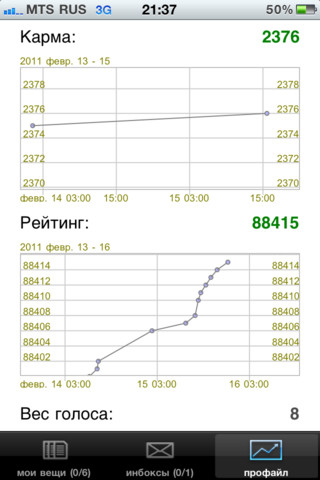 MTS RUS 3G 21:37 50%
Карма: 2376
2011 февр. 13 - 15
2378 2378
2376 2376
2374 2374
2372 2372
2370 2370
февр. 14 03:00 15:00 15 03:00 15:00
Рейтинг: 88415
2011 февр. 13 - 16
88414 88414
88412 88412
88410 88410
88408 88408
88406 88406
88404 88404
88402 88402
февр. 14 03:00 15 03:00 16 03:00
Вес голоса: 8
мои вещи (0/6) инбоксы (0/1) профайл